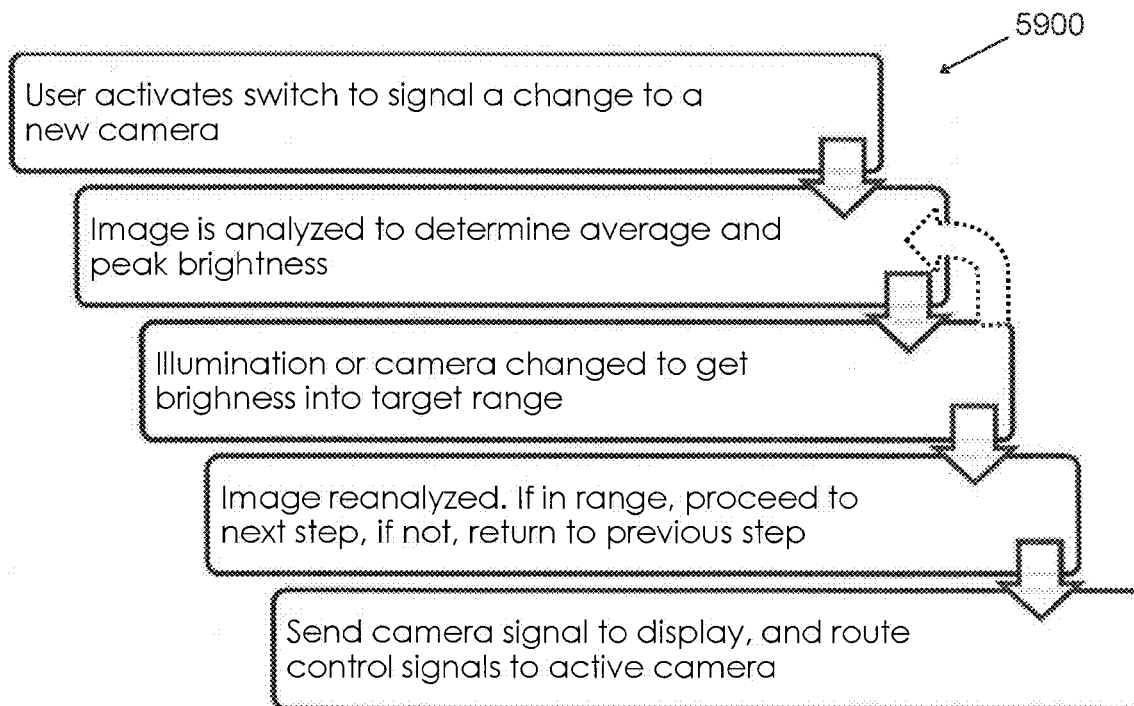 5900
User activates switch to signal a change to a
new camera
Image is analyzed to determine average and
peak brightness
Illumination or camera changed to get
brighness into target range
Image reanalyzed. If in range, proceed to
next step, if not, return to previous step
Send camera signal to display, and route
control signals to active camera